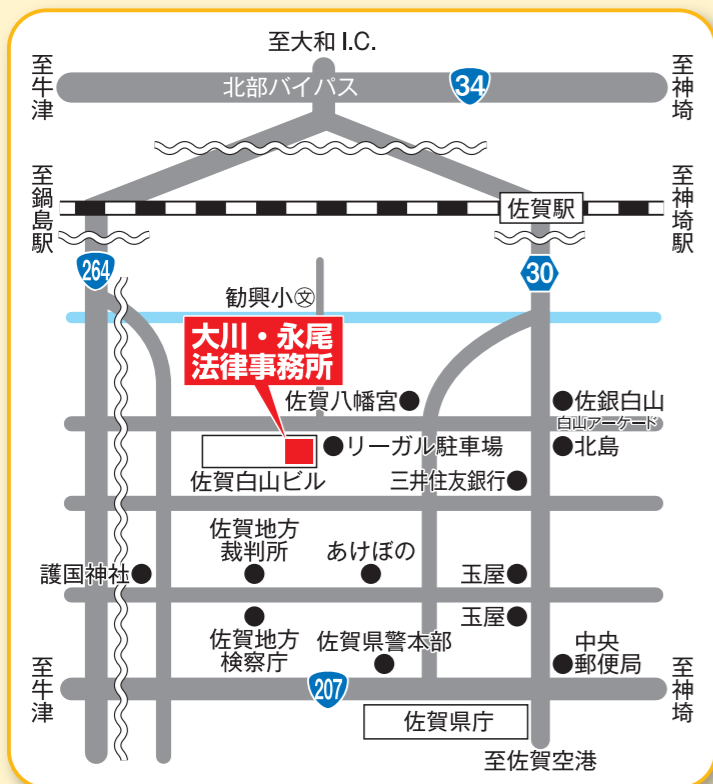 至大和I.C.
至牛津
北部バイパス
34
至神埼
至鍋島駅
佐賀駅
至神埼駅
264
30
勧興小
文
大川・永尾
法律事務所
佐賀八幡宮
佐銀白山
白山アーケード
リーガル駐車場
北島
佐賀白山ビル
三井住友銀行
佐賀地方
裁判所
あけぼの
護国神社
玉屋
玉屋
佐賀地方
検察庁
佐賀県警本部
中央
郵便局
至牛津
207
至神埼
佐賀県庁
至佐賀空港